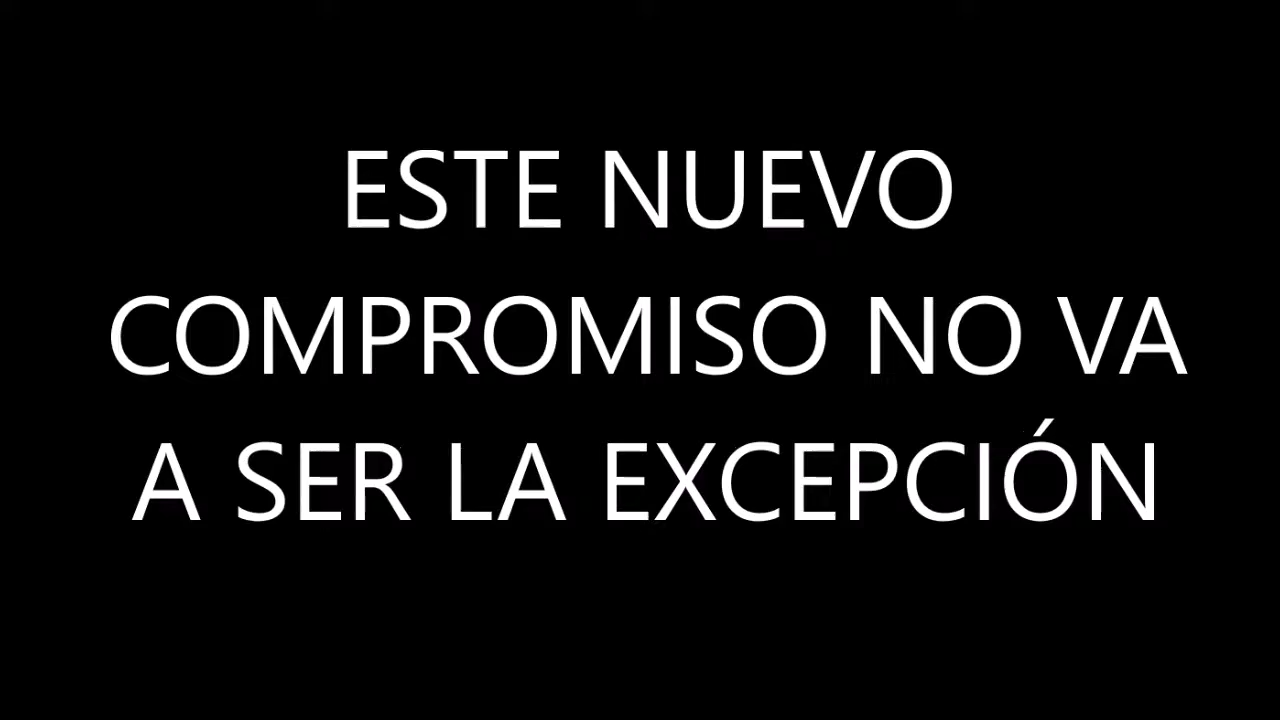 ESTE NUEVO
COMPROMISO NO VA
A SER LA EXCEPCIÓN